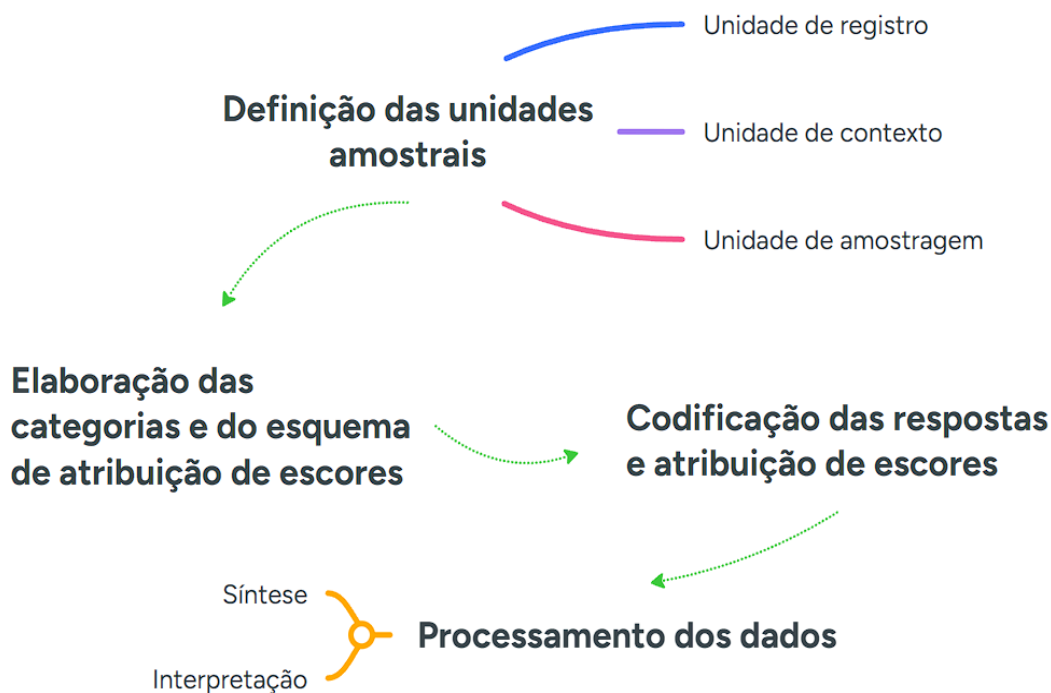 Unidade de registro
Definição das unidades
amostrais
Unidade de contexto
Unidade de amostragem
Elaboração das
categorias e do esquema
de atribuição de escores
Codificação das respostas
e atribuição de escores
Síntese
Processamento dos dados
Interpretação